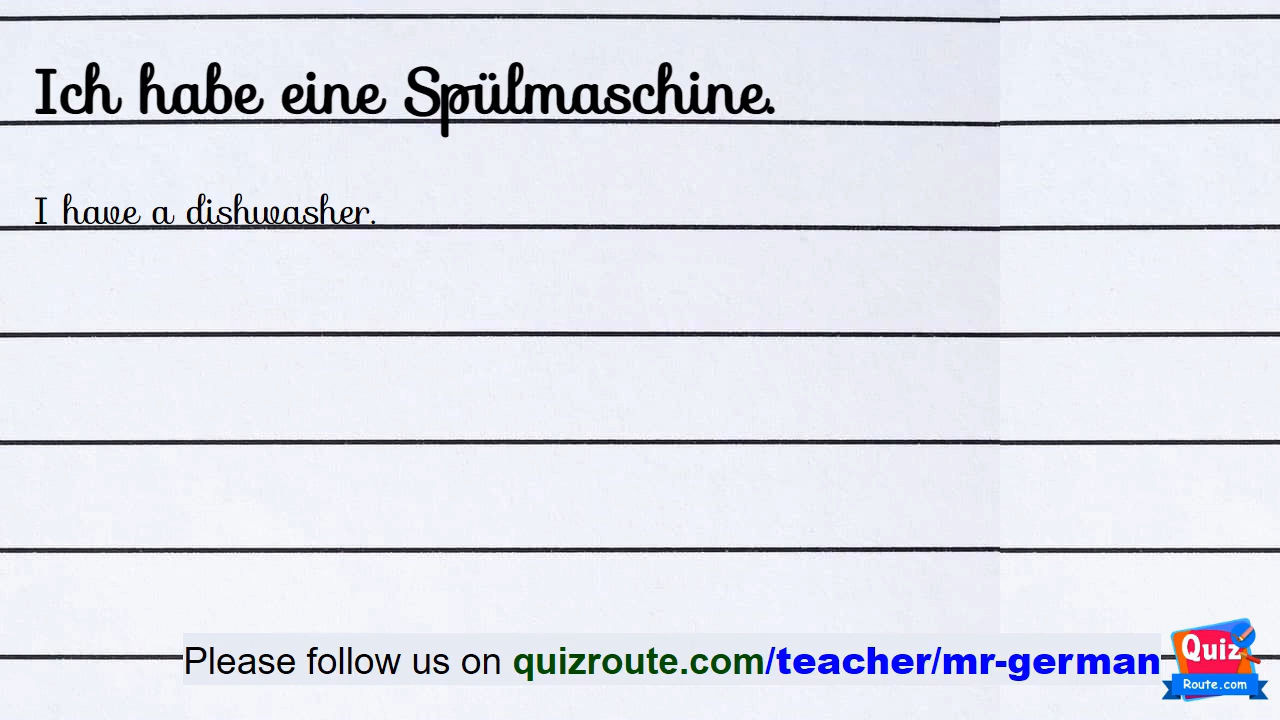 Ich habe eine Spülmaschine.
I have a dishwasher.
Please follow us on quizroute.com/teacher/mr-german
Quiz
Route.com